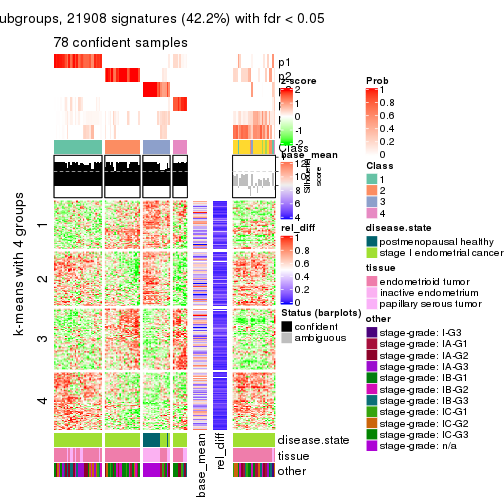 ubgroups, 21908 signatures (42.2%) with fdr < 0.05
78 confident samples
p1
p2
Class
k-means with 4 groups
1
2
3
4
base_mean
rel_diff
disease.state
tissue
other
z-score
2
1
0
-1
-2
base_mean
12
8
6
4
Silhouette
score
rel_diff
1
0.8
0.6
0.4
0.2
0
Status (barplots)
confident
ambiguous
Prob
1
0.8
0.6
0.4
0.2
0
Class
1
2
3
4
disease.state
postmenopausal healthy
stage I endometrial cancer
tissue
endometrioid tumor
inactive endometrium
papillary serous tumor
other
stage-grade: I-G3
stage-grade: IA-G1
stage-grade: IA-G2
stage-grade: IA-G3
stage-grade: IB-G1
stage-grade: IB-G2
stage-grade: IB-G3
stage-grade: IC-G1
stage-grade: IC-G2
stage-grade: IC-G3
stage-grade: n/a